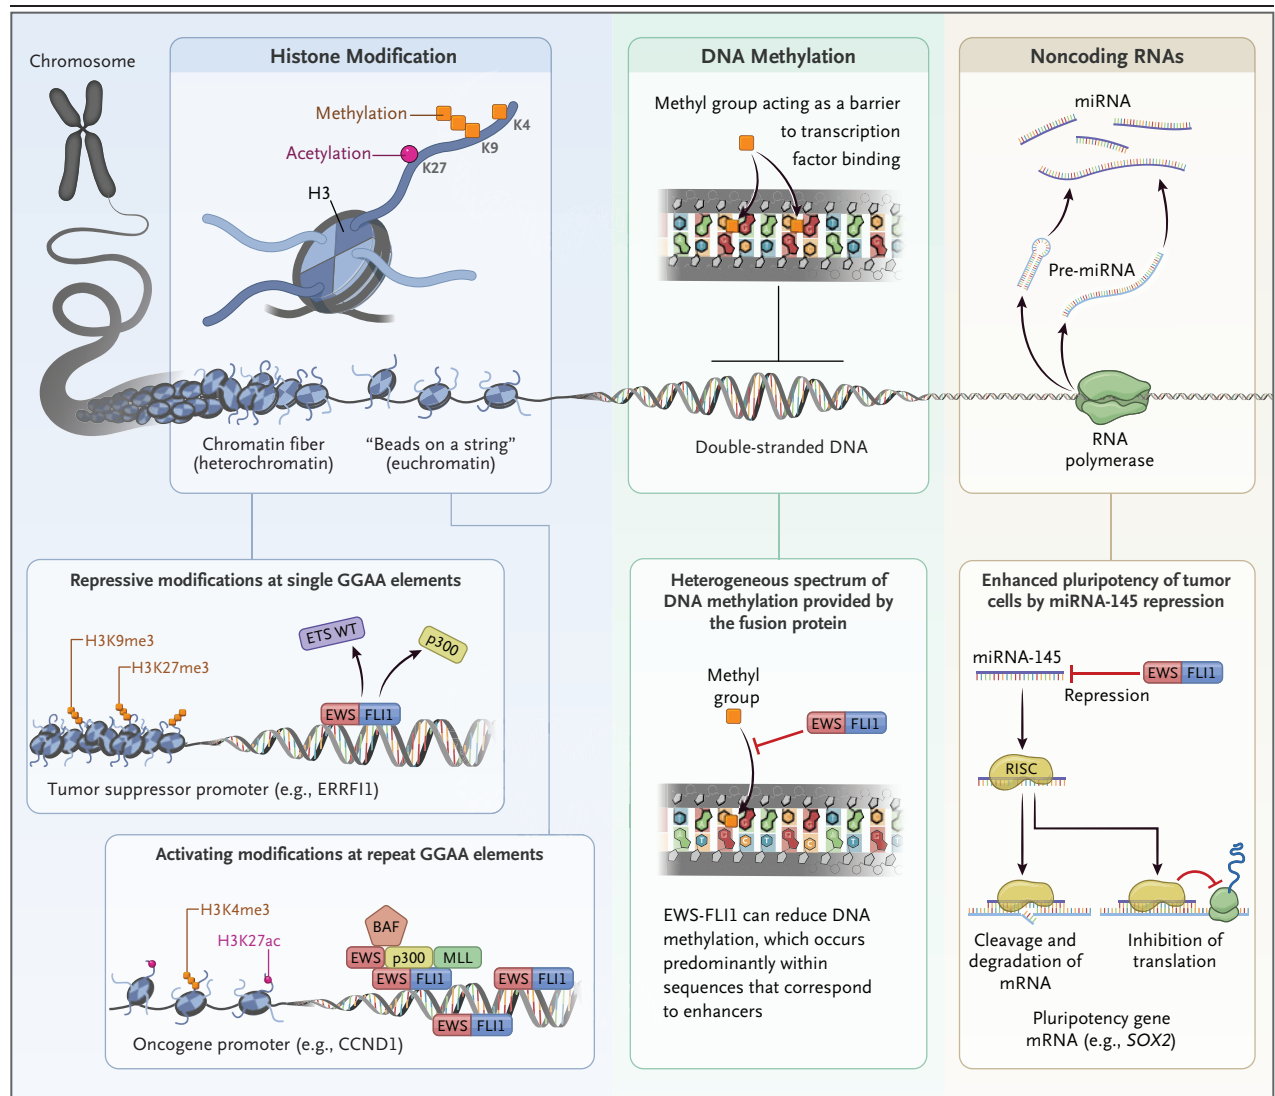 Chromosome
Histone Modification
Methylation
K4
K9
Acetylation
K27
H3
Chromatin fiber
(heterochromatin)
“Beads on a string”
(euchromatin)
DNA Methylation
Methyl group acting as a barrier
to transcription
factor binding
Double-stranded DNA
Noncoding RNAs
miRNA
Pre-miRNA
RNA
polymerase
Repressive modifications at single GGAA elements
H3K9me3
H3K27me3
ETS WT
p300
EWS FLI1
Tumor suppressor promoter (e.g., ERRFI1)
Activating modifications at repeat GGAA elements
H3K4me3
H3K27ac
BAF
EWS p300 MLL
EWS FLI1
EWS FLI1
EWS FLI1
Oncogene promoter (e.g., CCND1)
Heterogeneous spectrum of
DNA methylation provided by
the fusion protein
Methyl
group
EWS FLI1
EWS-FLI1 can reduce DNA
methylation, which occurs
predominantly within
sequences that correspond
to enhancers
Enhanced pluripotency of tumor
cells by miRNA-145 repression
miRNA-145
EWS FLI1
Repression
RISC
Cleavage and
degradation of
mRNA
Inhibition of
translation
Pluripotency gene
mRNA (e.g., SOX2)